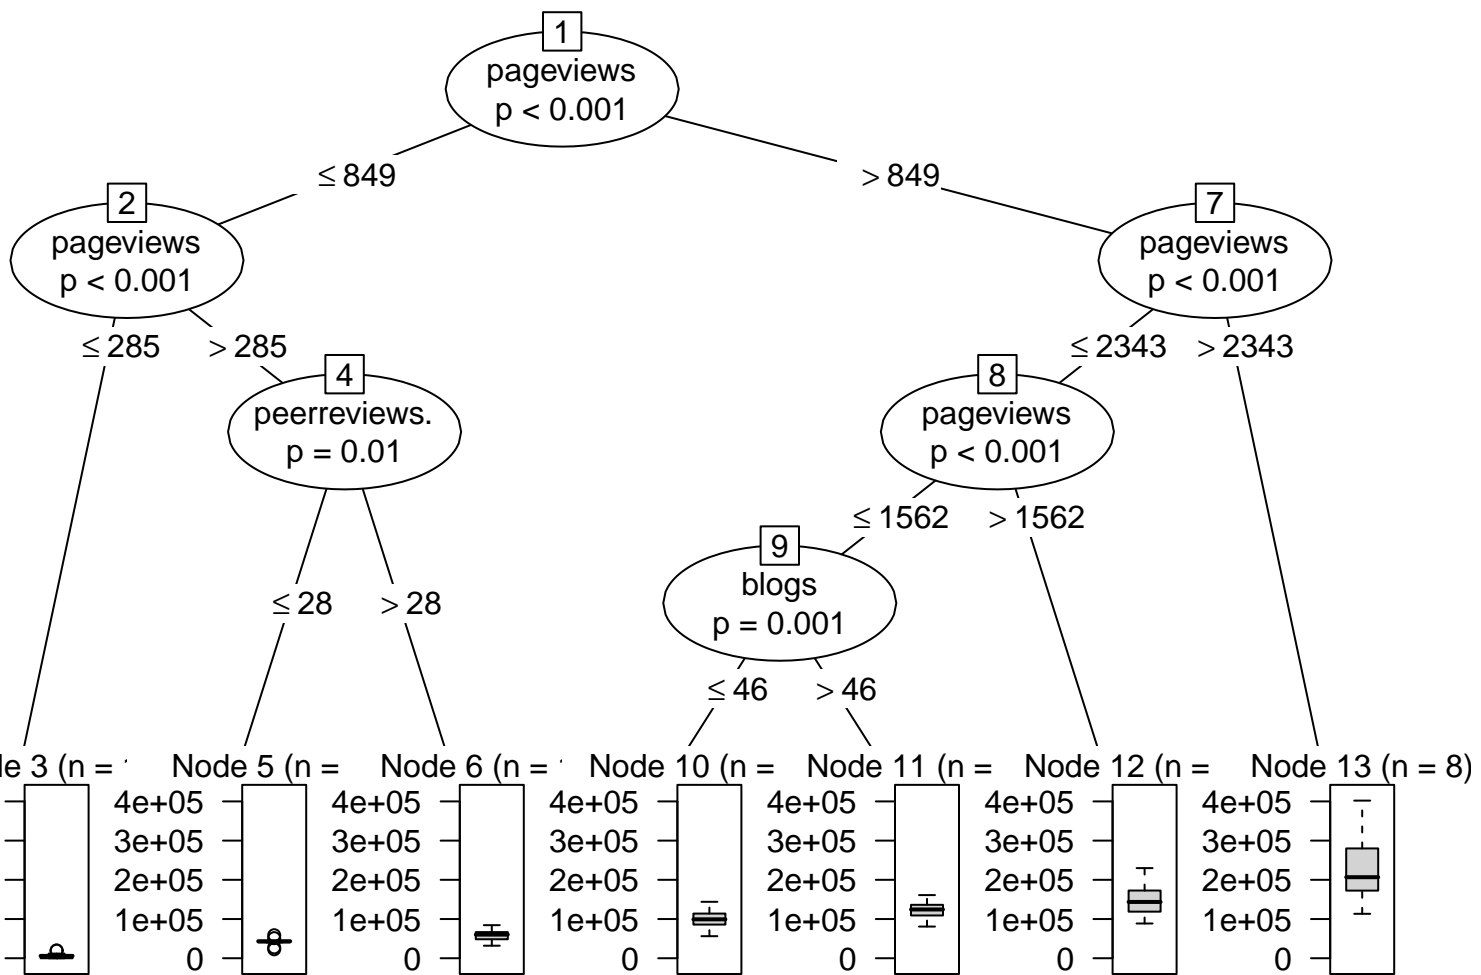 1
pageviews
p < 0.001
≤ 849
> 849
2
pageviews
p < 0.001
7
pageviews
p < 0.001
≤ 285
> 285
≤ 2343
> 2343
4
peerreviews.
p = 0.01
8
pageviews
p < 0.001
≤ 1562
> 1562
9
blogs
p = 0.001
≤ 28
> 28
≤ 46
> 46
le 3 (n =
Node 5 (n =
Node 6 (n =
Node 10 (n =
Node 11 (n =
Node 12 (n =
Node 13 (n = 8)
4e+05 4e+05 4e+05 4e+05 4e+05 4e+05
3e+05 3e+05 3e+05 3e+05 3e+05 3e+05
2e+05 2e+05 2e+05 2e+05 2e+05 2e+05
1e+05 1e+05 1e+05 1e+05 1e+05 1e+05
0 0 0 0 0 0